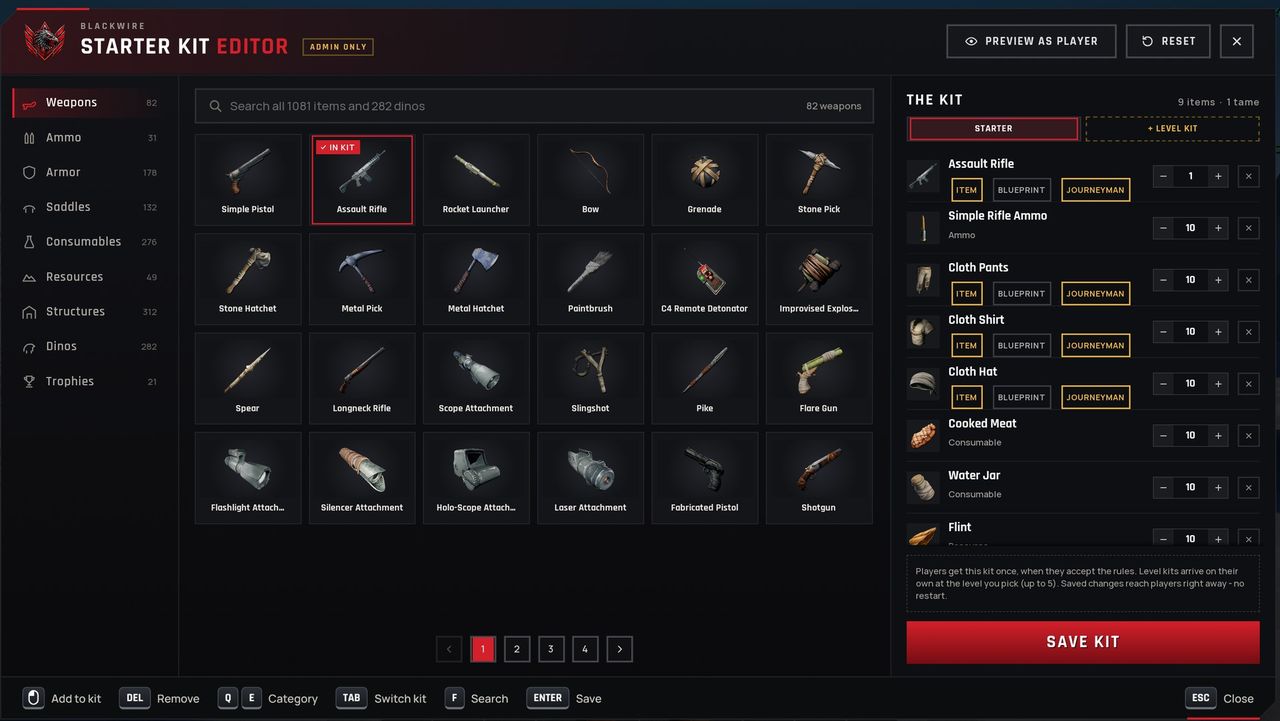 BLACKWIRE
STARTER KIT EDITOR
ADMIN ONLY
PREVIEW AS PLAYER
RESET
Weapons 82
Ammo 31
Armor 178
Saddles 132
Consumables 276
Resources 49
Structures 312
Dinos 282
Trophies 21
Search all 1081 items and 282 dinos
82 weapons
Simple Pistol
IN KIT
Assault Rifle
Rocket Launcher
Bow
Grenade
Stone Pick
Stone Hatchet
Metal Pick
Metal Hatchet
Paintbrush
C4 Remote Detonator
Improvised Explos...
Spear
Longneck Rifle
Scope Attachment
Slingshot
Pike
Flare Gun
Flashlight Attach...
Silencer Attachment
Holo-Scope Attach...
Laser Attachment
Fabricated Pistol
Shotgun
1 2 3 4
THE KIT
9 items · 1 tame
STARTER
+ LEVEL KIT
Assault Rifle
ITEM BLUEPRINT JOURNEYMAN
1
Simple Rifle Ammo
Ammo
10
Cloth Pants
ITEM BLUEPRINT JOURNEYMAN
10
Cloth Shirt
ITEM BLUEPRINT JOURNEYMAN
10
Cloth Hat
ITEM BLUEPRINT JOURNEYMAN
10
Cooked Meat
Consumable
10
Water Jar
Consumable
10
Flint
10
Players get this kit once, when they accept the rules. Level kits arrive on their
own at the level you pick (up to 5). Saved changes reach players right away - no
restart.
SAVE KIT
Add to kit
DEL Remove
Q E Category
TAB Switch kit
F Search
ENTER Save
ESC Close